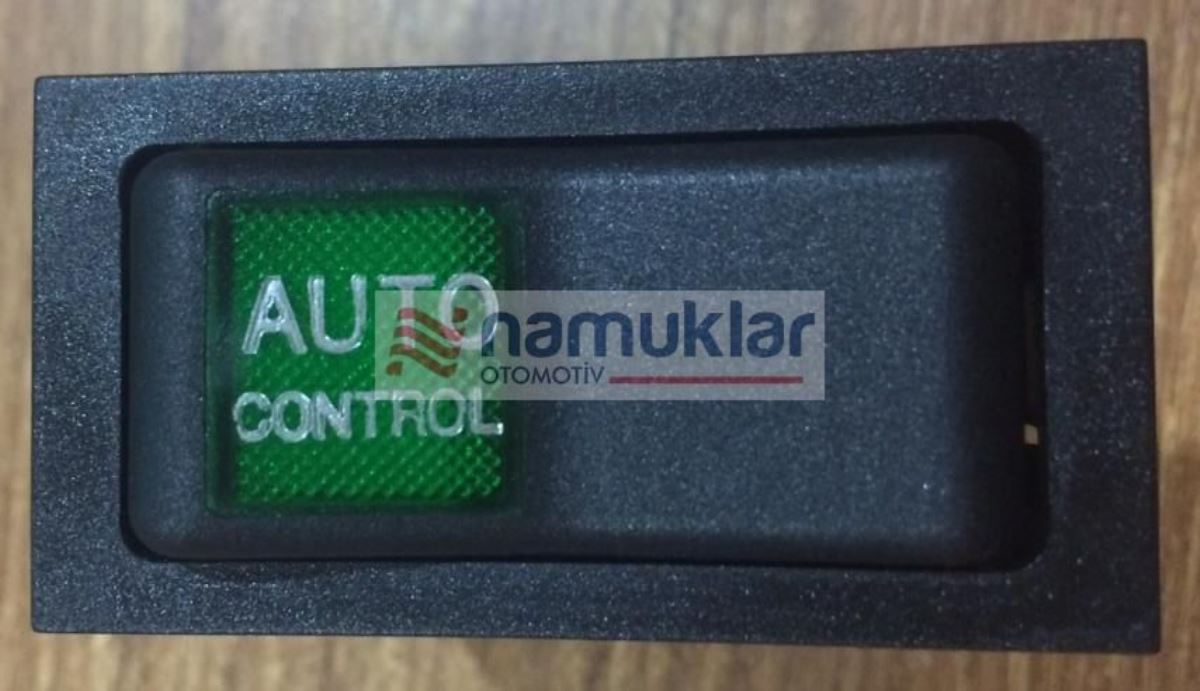 AUTO
CONTROL
namuklar
OTOMOTİV